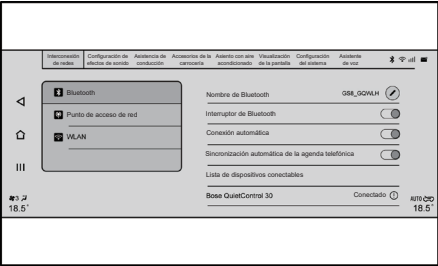 Interconexión
de redes
Configuración de
efectos de sonido
Asistencia de
conducción
Accesorios de la
carrocería
Asiento con aire
acondicionado
Visualización
de la pantalla
Configuración
del sistema
Asistente
de voz
Bluetooth
Punto de acceso de red
WLAN
Nombre de Bluetooth GS8_GQWLH
Interruptor de Bluetooth
Conexión automática
Sincronización automática de la agenda telefónica
Lista de dispositivos conectables
Bose QuietControl 30 Conectado
3
18.5°
AUTO
18.5°